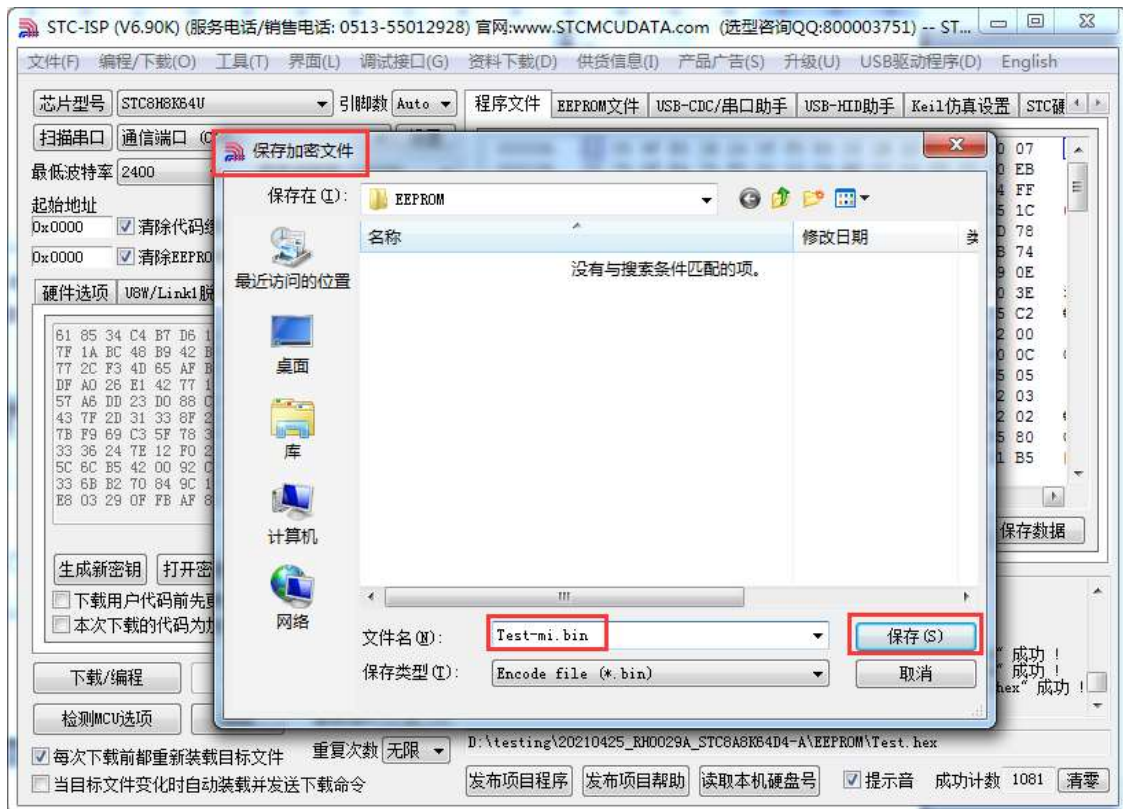 STC-ISP (V6.90K) (服务电话/销售电话: 0513-55012928) 官网:www.STCMCUDATA.com (选型咨询QQ:800003751) -- ST...
文件(F) 编程/下载(O) 工具(T) 界面(L) 调试接口(G) 资料下载(D) 供货信息(I) 产品广告(S) 升级(U) USB驱动程序(D) English
芯片型号 STC8H8K64U 引脚数 Auto
程序文件 EEPROM文件 USB-CDC/串口助手 USB-HID助手 Keil仿真设置 STC硬
扫描串口 通信端口
最低波特率 2400
起始地址
0x0000 清除代码
0x0000 清除EEPRO
硬件选项 U8W/Link1脱
61 85 34 C4 B7 D6
7F 1A BC 48 B9 42
77 2C F3 4D 65 AF
DF A0 26 E1 42 77
57 A6 DD 23 D0 88
43 7F 2D 31 33 8F
7B F9 69 C3 5F 78
33 36 24 7E 12 F0
5C 6C B5 42 00 92
33 6B B2 70 84 9C
E8 03 29 0F FB AF
生成新密钥 打开密
下载用户代码前先
本次下载的代码为
下载/编程
检测MCU选项
每次下载前都重新装载目标文件 重复次数 无限
当目标文件变化时自动装载并发送下载命令
保存加密文件
保存在(I): EEPROM
名称 修改日期
没有与搜索条件匹配的项。
最近访问的位置
桌面
库
计算机
网络
文件名(N): Test-mi.bin 保存(S)
保存类型(T): Encode file (*.bin) 取消
07
EB
FF
1C
78
74
0E
3E
C2
00
0C
05
03
02
80
B5
保存数据
成功 !
成功 !
hex" 成功 !
D:\testing\20210425_RH0029A_STC8A8K64D4-A\EEPROM\Test.hex
发布项目程序 发布项目帮助 读取本机硬盘号 提示音 成功计数 1081 清零